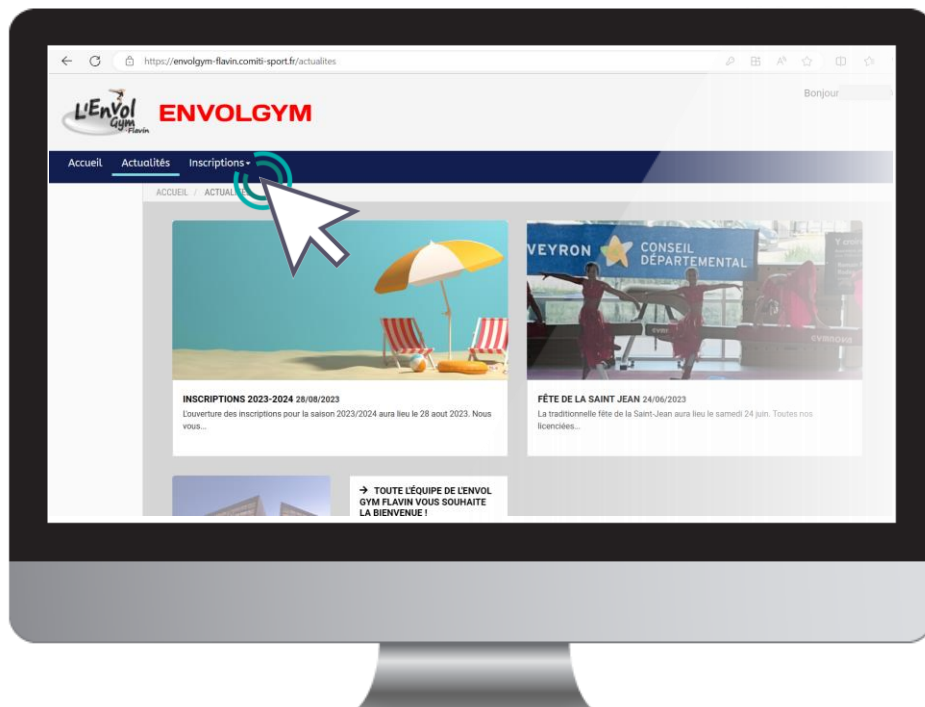 https://envolgym-flavin.comiti-sport.fr/actualites
Bonjour
L'Envol
Gym
Flavin
ENVOLGYM
Accueil Actualités Inscriptions
ACCUEIL / ACTUALITÉS
VEYRON CONSEIL
DÉPARTEMENTAL
GYMNOVA
INSCRIPTIONS 2023-2024 28/08/2023
L'ouverture des inscriptions pour la saison 2023/2024 aura lieu le 28 aout 2023. Nous
vous...
FÊTE DE LA SAINT JEAN 24/06/2023
La traditionnelle fête de la Saint-Jean aura lieu le samedi 24 juin. Toutes nos
licenciées...
→ TOUTE L'ÉQUIPE DE L'ENVOL
GYM FLAVIN VOUS SOUHAITE
LA BIENVENUE !